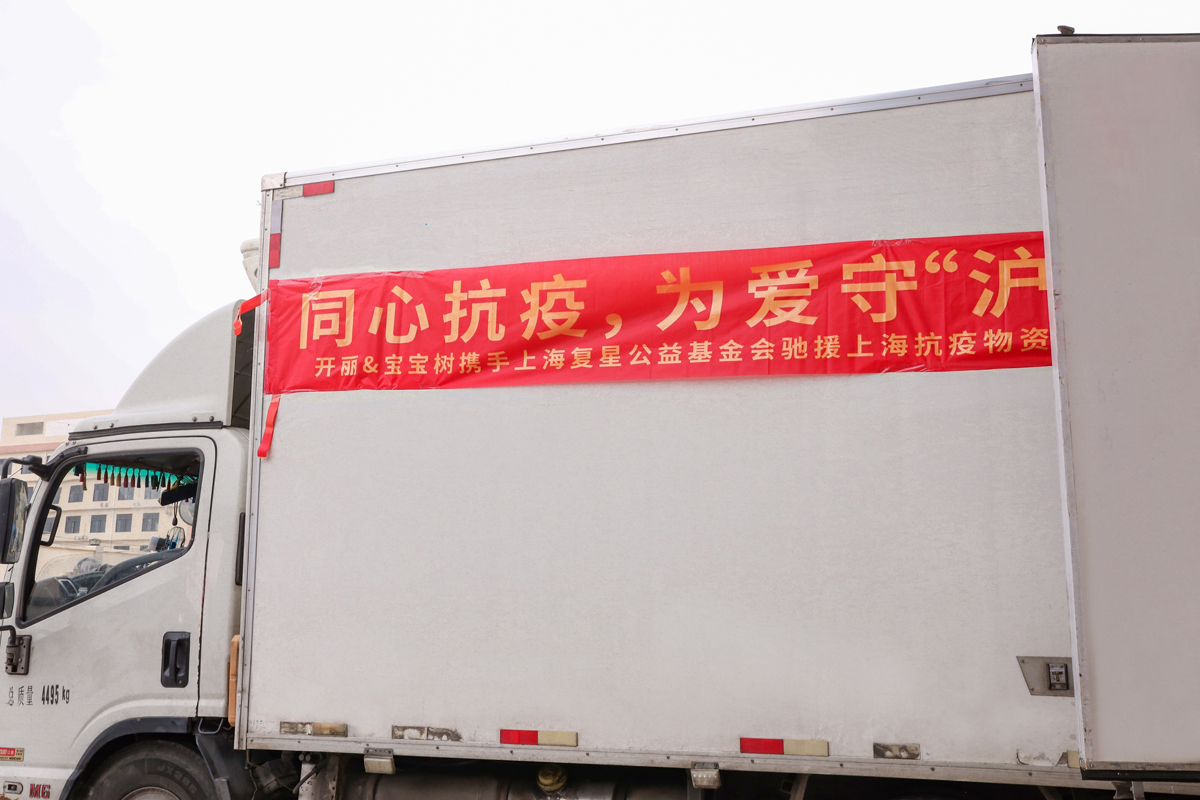 同心抗疫，为爱守“沪
开丽&宝宝树携手上海复星公益基金会驰援上海抗疫物资
总质量 4495 kg
M6